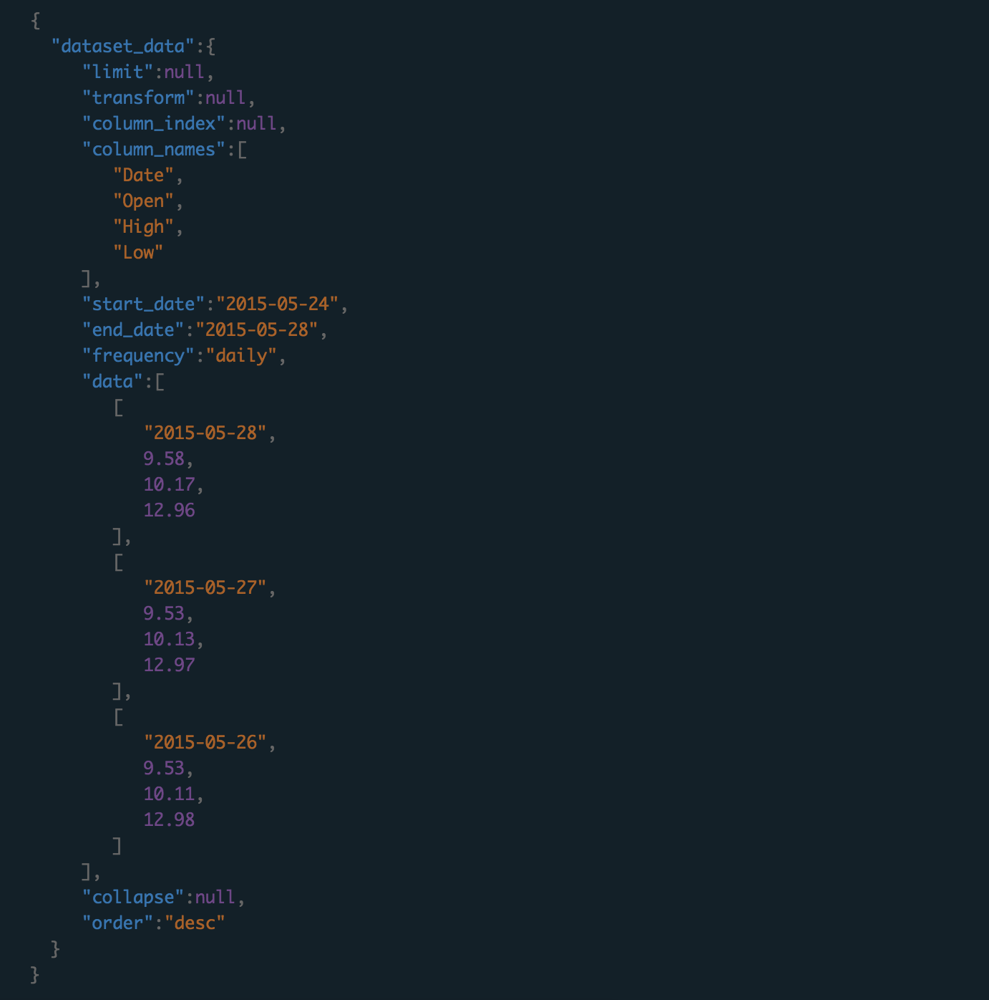 {
"dataset_data":{
"limit":null,
"transform":null,
"column_index":null,
"column_names":[
"Date",
"Open",
"High",
"Low"
],
"start_date":"2015-05-24",
"end_date":"2015-05-28",
"frequency":"daily",
"data":[
[
"2015-05-28",
9.58,
10.17,
12.96
],
[
"2015-05-27",
9.53,
10.13,
12.97
],
[
"2015-05-26",
9.53,
10.11,
12.98
]
],
"collapse":null,
"order":"desc"
}
}